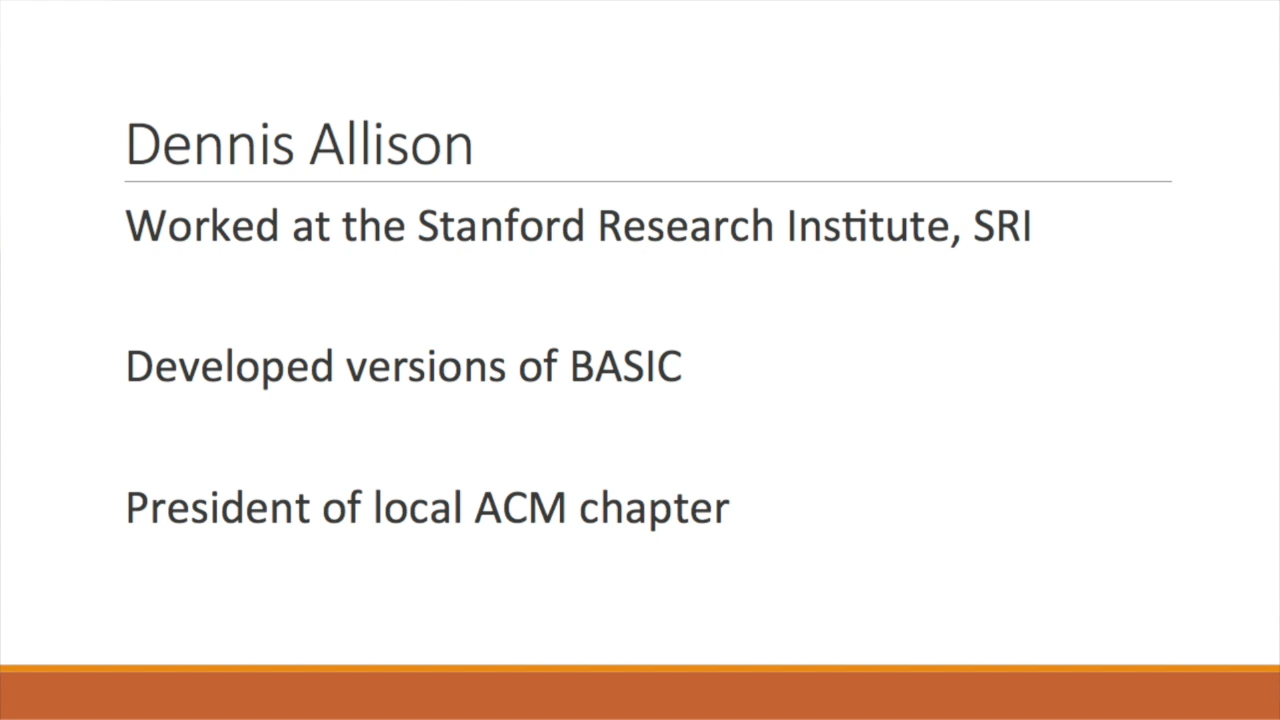 Dennis Allison
Worked at the Stanford Research Institute, SRI
Developed versions of BASIC
President of local ACM chapter